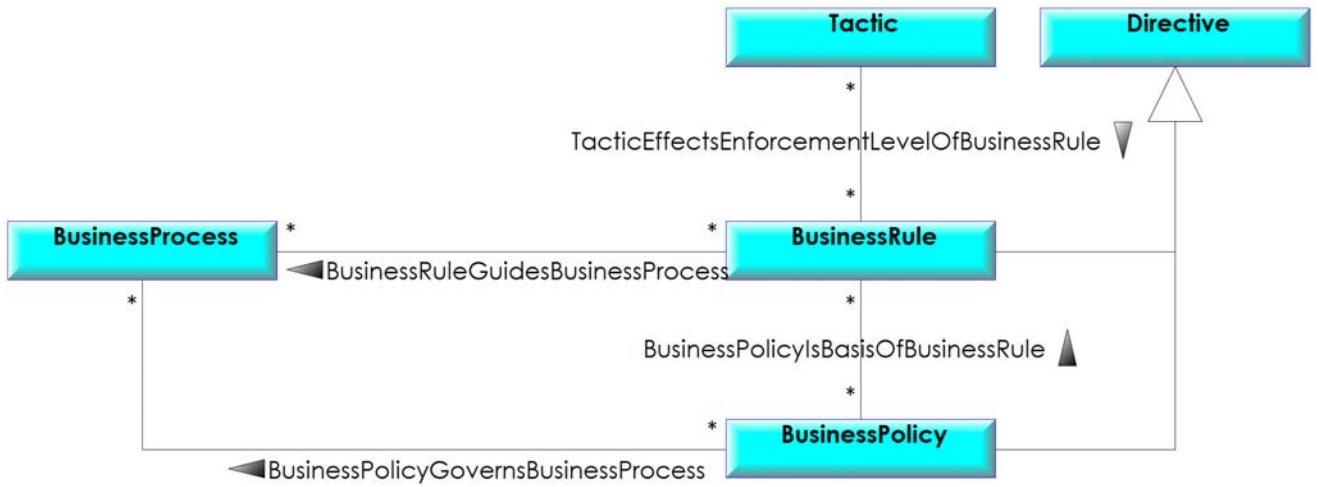 Tactic
Directive
*
TacticEffectsEnforcementLevelOfBusinessRule
*
BusinessProcess
*
*
BusinessRule
BusinessRuleGuidesBusinessProcess
*
*
BusinessPolicyIsBasisOfBusinessRule
*
*
BusinessPolicy
BusinessPolicyGovernsBusinessProcess